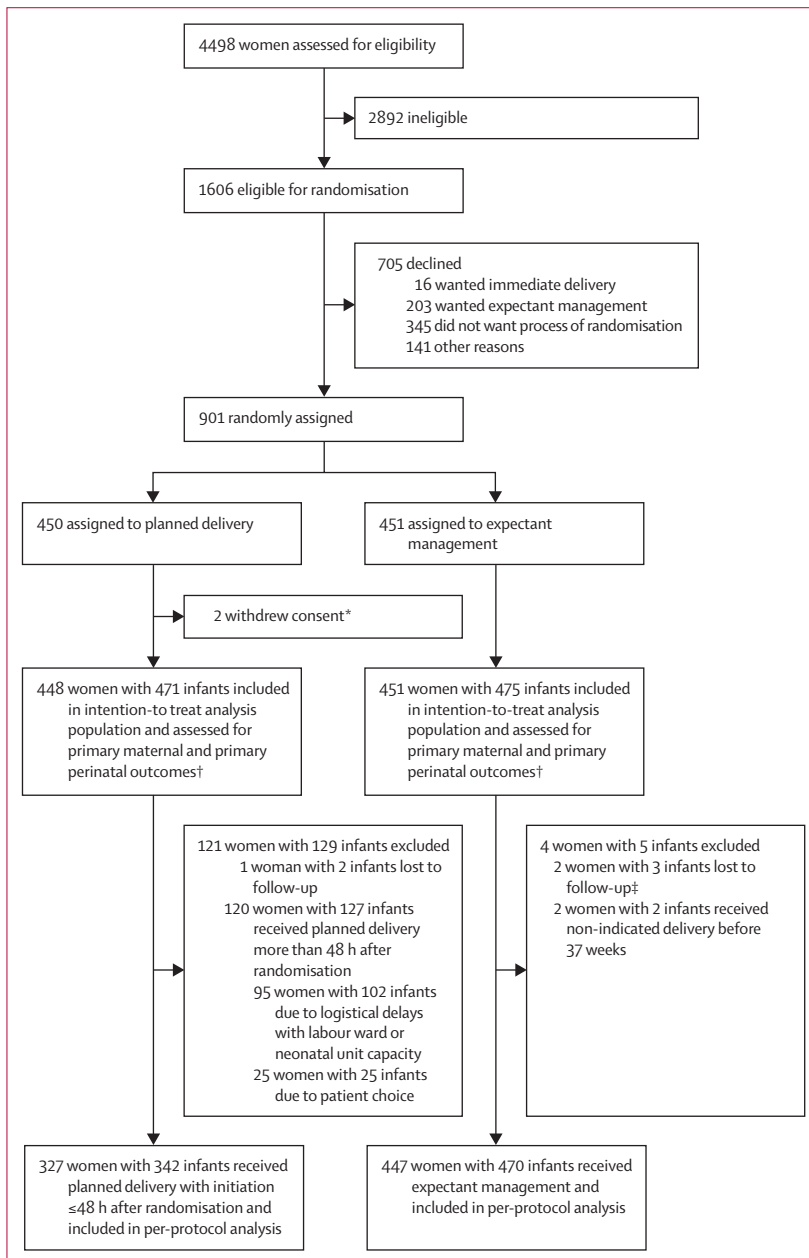 4498 women assessed for eligibility
2892 ineligible
1606 eligible for randomisation
705 declined
16 wanted immediate delivery
203 wanted expectant management
345 did not want process of randomisation
141 other reasons
901 randomly assigned
450 assigned to planned delivery
451 assigned to expectant
management
2 withdrew consent*
448 women with 471 infants included
in intention-to treat analysis
population and assessed for
primary maternal and primary
perinatal outcomes†
451 women with 475 infants included
in intention-to-treat analysis
population and assessed for
primary maternal and primary
perinatal outcomes†
121 women with 129 infants excluded
1 woman with 2 infants lost to
follow-up
120 women with 127 infants
received planned delivery
more than 48 h after
randomisation
95 women with 102 infants
due to logistical delays
with labour ward or
neonatal unit capacity
25 women with 25 infants
due to patient choice
4 women with 5 infants excluded
2 women with 3 infants lost to
follow-up‡
2 women with 2 infants received
non-indicated delivery before
37 weeks
327 women with 342 infants received
planned delivery with initiation
≤48 h after randomisation and
included in per-protocol analysis
447 women with 470 infants received
expectant management and
included in per-protocol analysis